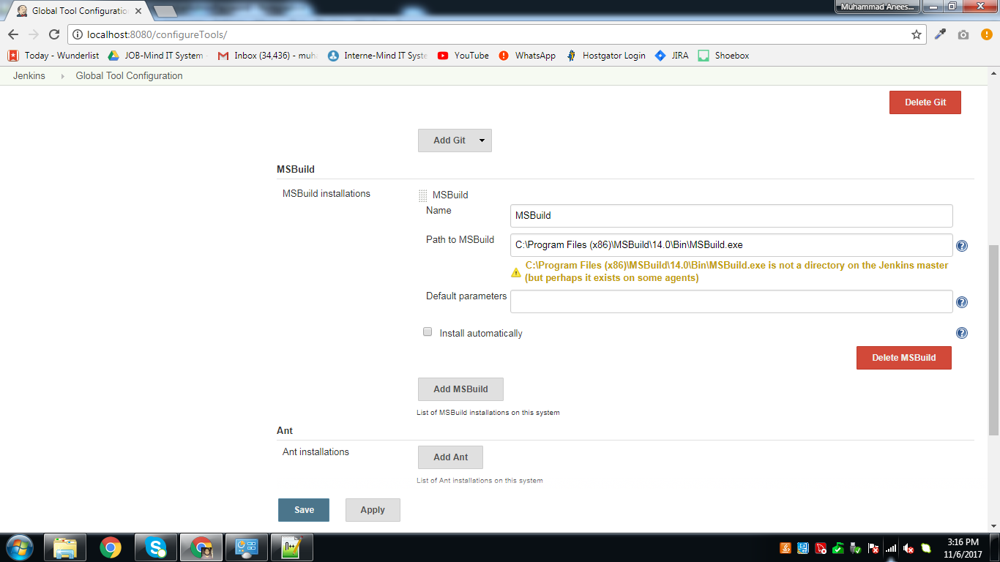 Global Tool Configuratio
Muhammad Anees...
localhost:8080/configureTools/
Today - Wunderlist
JOB-Mind IT System
Inbox (34,436) - muh
Interne-Mind IT Syste
YouTube
WhatsApp
Hostgator Login
JIRA
Shoebox
Jenkins
Global Tool Configuration
Delete Git
Add Git
MSBuild
MSBuild installations
MSBuild
Name
MSBuild
Path to MSBuild
C:\Program Files (x86)\MSBuild\14.0\Bin\MSBuild.exe
C:\Program Files (x86)\MSBuild\14.0\Bin\MSBuild.exe is not a directory on the Jenkins master
(but perhaps it exists on some agents)
Default parameters
Install automatically
Delete MSBuild
Add MSBuild
List of MSBuild installations on this system
Ant
Ant installations
Add Ant
List of Ant installations on this system
Save
Apply
3:16 PM
11/6/2017